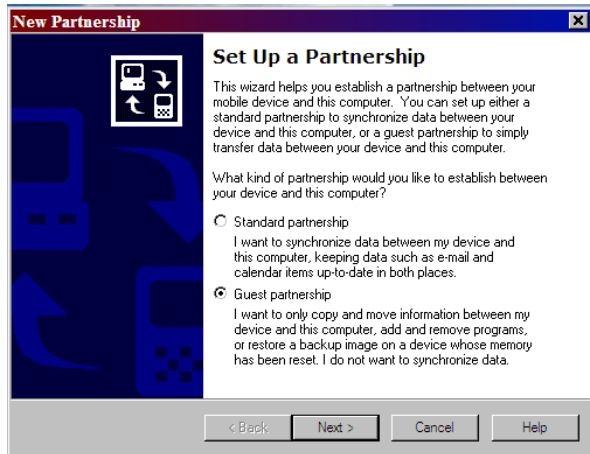 New Partnership
Set Up a Partnership
This wizard helps you establish a partnership between your
mobile device and this computer. You can set up either a
standard partnership to synchronize data between your
device and this computer, or a guest partnership to simply
transfer data between your device and this computer.
What kind of partnership would you like to establish between
your device and this computer?
Standard partnership
I want to synchronize data between my device and
this computer, keeping data such as e-mail and
calendar items up-to-date in both places.
Guest partnership
I want to only copy and move information between my
device and this computer, add and remove programs,
or restore a backup image on a device whose memory
has been reset. I do not want to synchronize data.
< Back Next > Cancel Help